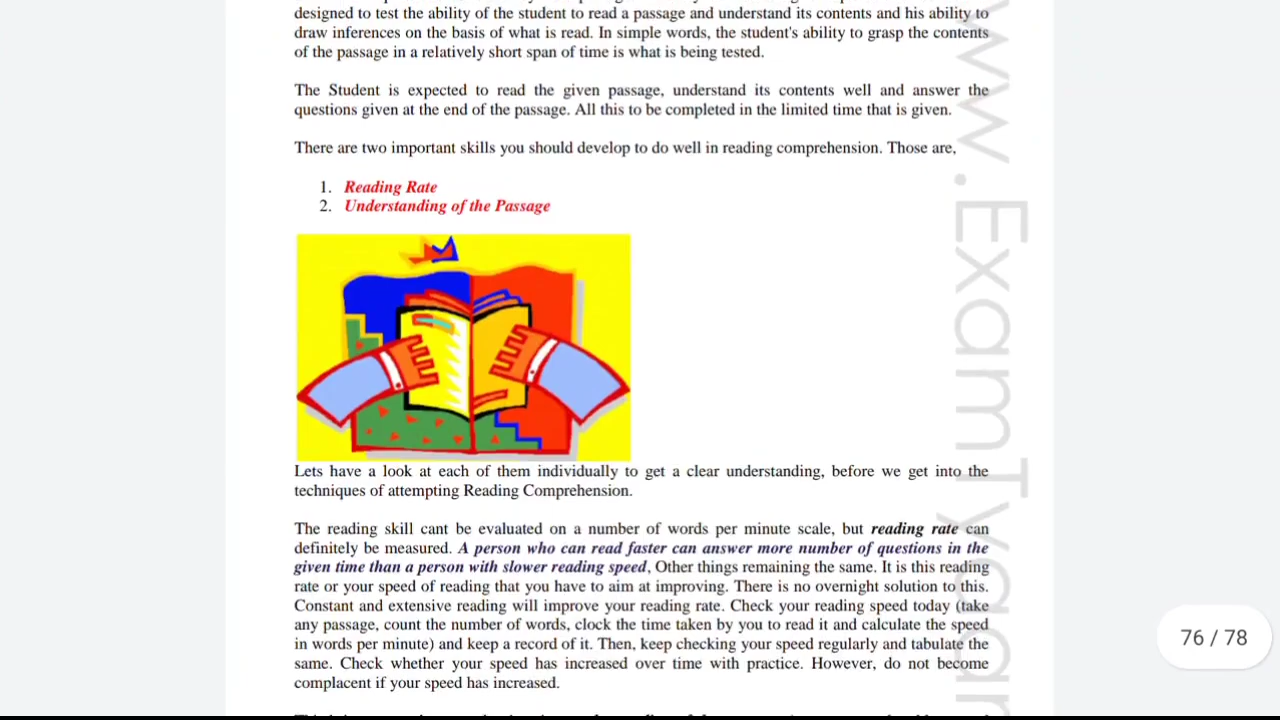 designed to test the ability of the student to read a passage and understand its contents and his ability to
draw inferences on the basis of what is read. In simple words, the student's ability to grasp the contents
of the passage in a relatively short span of time is what is being tested.
The Student is expected to read the given passage, understand its contents well and answer the
questions given at the end of the passage. All this to be completed in the limited time that is given.
There are two important skills you should develop to do well in reading comprehension. Those are,
1. Reading Rate
2. Understanding of the Passage
Lets have a look at each of them individually to get a clear understanding, before we get into the
techniques of attempting Reading Comprehension.
The reading skill cant be evaluated on a number of words per minute scale, but reading rate can
definitely be measured. A person who can read faster can answer more number of questions in the
given time than a person with slower reading speed, Other things remaining the same. It is this reading
rate or your speed of reading that you have to aim at improving. There is no overnight solution to this.
Constant and extensive reading will improve your reading rate. Check your reading speed today (take
any passage, count the number of words, clock the time taken by you to read it and calculate the speed
in words per minute) and keep a record of it. Then, keep checking your speed regularly and tabulate the
same. Check whether your speed has increased over time with practice. However, do not become
complacent if your speed has increased.
76 / 78